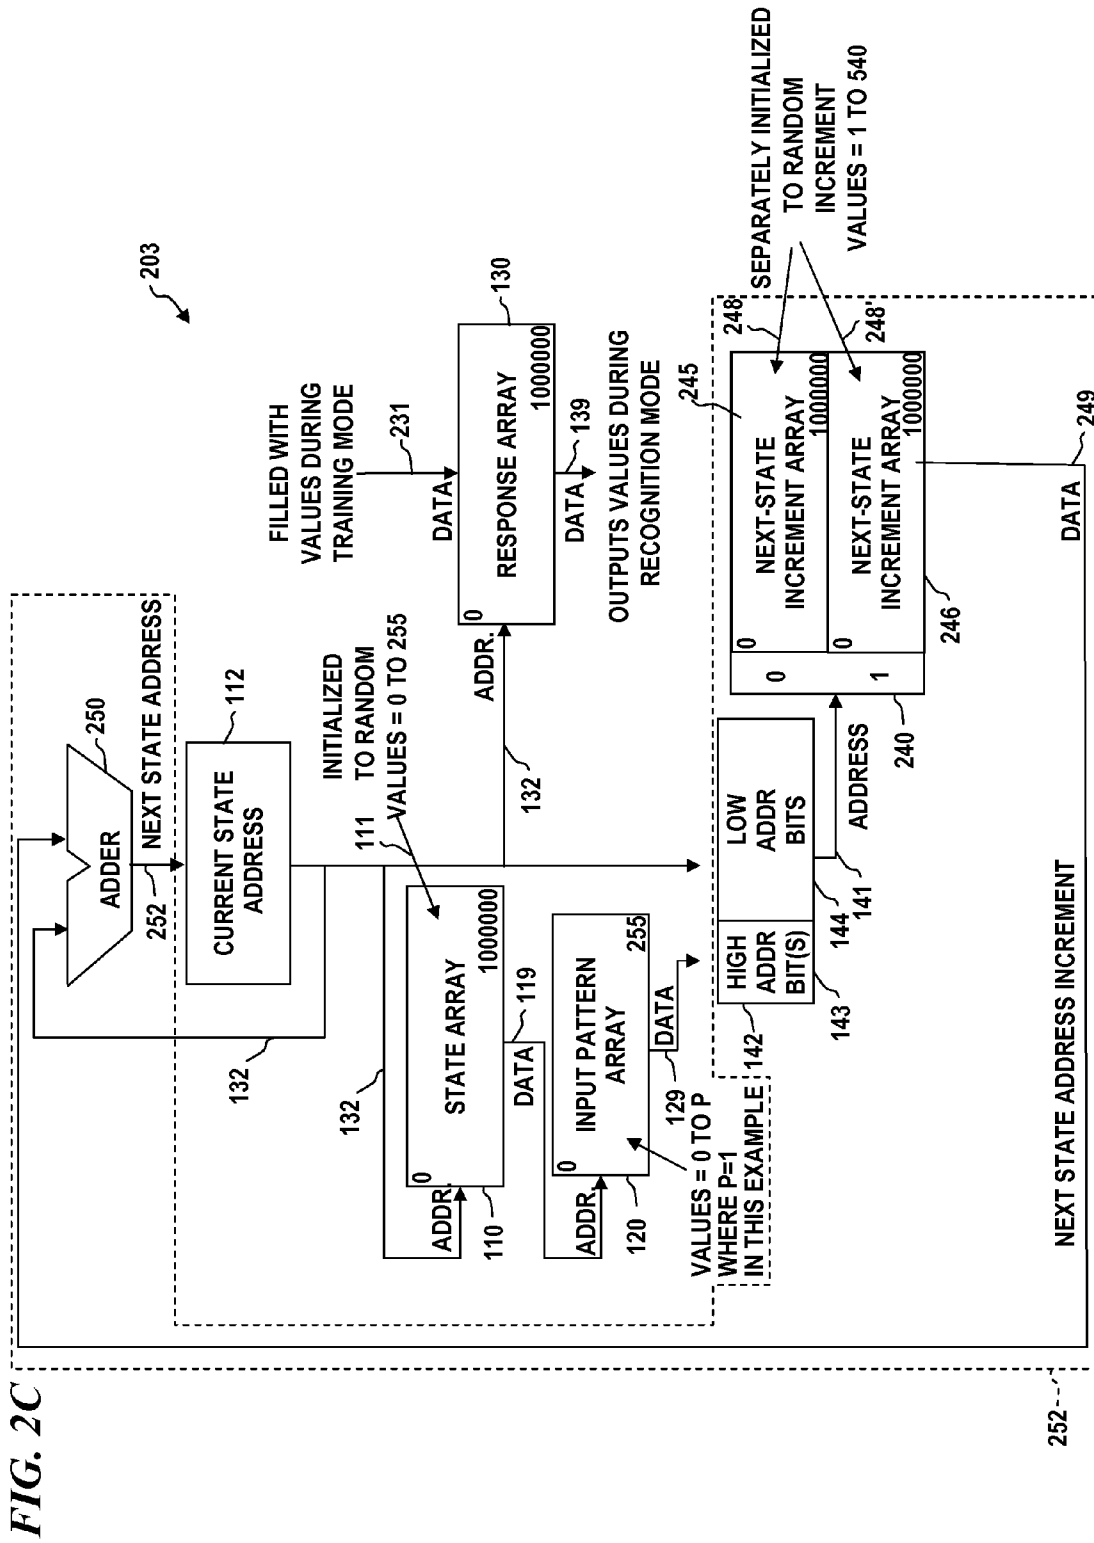 FIG. 2C
203
ADDER
250
NEXT STATE ADDRESS
252
CURRENT STATE
ADDRESS
112
132
132
132
INITIALIZED
TO RANDOM
VALUES = 0 TO 255
111
ADDR.
0
STATE ARRAY
1000000
110
DATA
119
ADDR.
0
INPUT PATTERN
ARRAY
255
120
DATA
129
VALUES = 0 TO P
WHERE P=1
IN THIS EXAMPLE
FILLED WITH
VALUES DURING
TRAINING MODE
231
DATA
ADDR.
0
RESPONSE ARRAY
1000000
130
DATA
139
OUTPUTS VALUES DURING
RECOGNITION MODE
HIGH
ADDR
BIT(S)
LOW
ADDR
BITS
142
143
144
141
ADDRESS
240
0
1
0
NEXT-STATE
INCREMENT ARRAY
1000000
245
248
0
NEXT-STATE
INCREMENT ARRAY
1000000
246
248'
SEPARATELY INITIALIZED
TO RANDOM
INCREMENT
VALUES = 1 TO 540
DATA
249
NEXT STATE ADDRESS INCREMENT
252